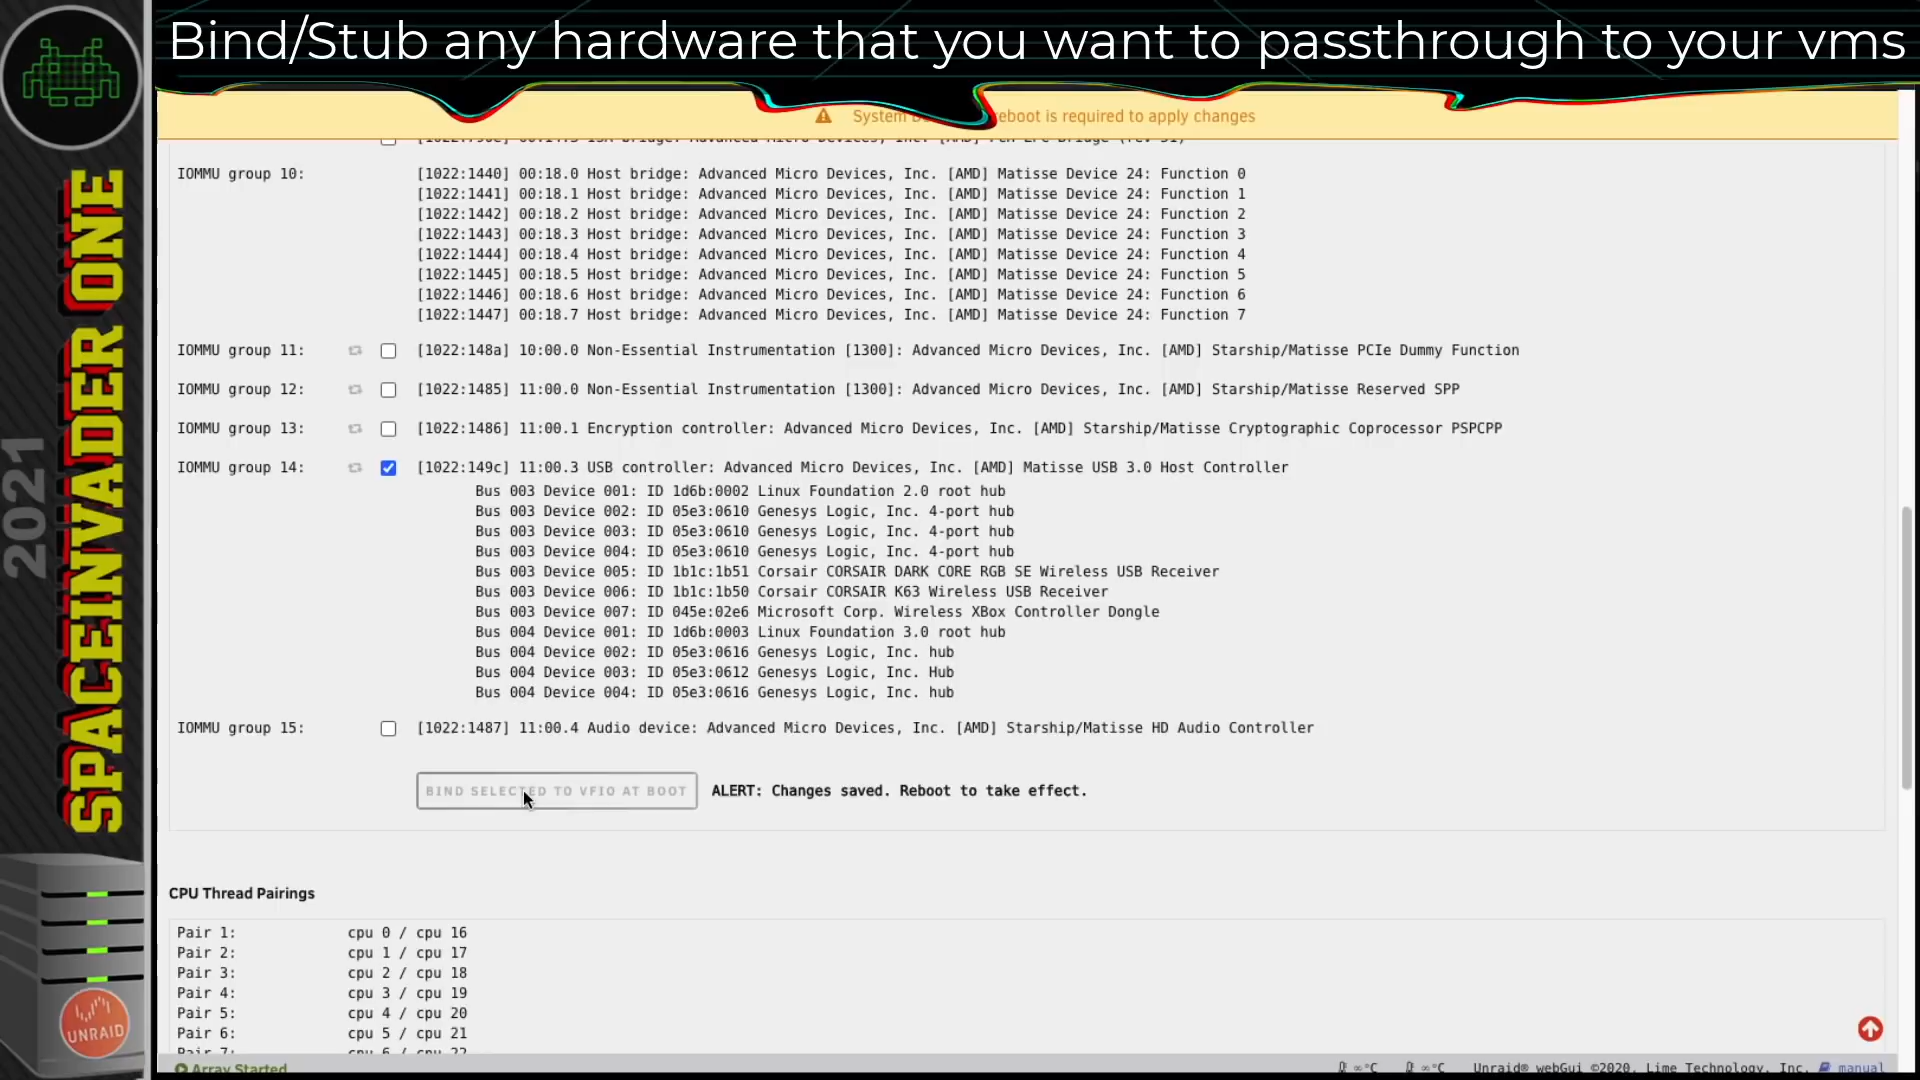 Bind/Stub any hardware that you want to passthrough to your vms
System reboot is required to apply changes
IOMMU group 10: [1022:1440] 00:18.0 Host bridge: Advanced Micro Devices, Inc. [AMD] Matisse Device 24: Function 0
[1022:1441] 00:18.1 Host bridge: Advanced Micro Devices, Inc. [AMD] Matisse Device 24: Function 1
[1022:1442] 00:18.2 Host bridge: Advanced Micro Devices, Inc. [AMD] Matisse Device 24: Function 2
[1022:1443] 00:18.3 Host bridge: Advanced Micro Devices, Inc. [AMD] Matisse Device 24: Function 3
[1022:1444] 00:18.4 Host bridge: Advanced Micro Devices, Inc. [AMD] Matisse Device 24: Function 4
[1022:1445] 00:18.5 Host bridge: Advanced Micro Devices, Inc. [AMD] Matisse Device 24: Function 5
[1022:1446] 00:18.6 Host bridge: Advanced Micro Devices, Inc. [AMD] Matisse Device 24: Function 6
[1022:1447] 00:18.7 Host bridge: Advanced Micro Devices, Inc. [AMD] Matisse Device 24: Function 7
IOMMU group 11: [1022:148a] 10:00.0 Non-Essential Instrumentation [1300]: Advanced Micro Devices, Inc. [AMD] Starship/Matisse PCIe Dummy Function
IOMMU group 12: [1022:1485] 11:00.0 Non-Essential Instrumentation [1300]: Advanced Micro Devices, Inc. [AMD] Starship/Matisse Reserved SPP
IOMMU group 13: [1022:1486] 11:00.1 Encryption controller: Advanced Micro Devices, Inc. [AMD] Starship/Matisse Cryptographic Coprocessor PSPCPP
IOMMU group 14: [1022:149c] 11:00.3 USB controller: Advanced Micro Devices, Inc. [AMD] Matisse USB 3.0 Host Controller
Bus 003 Device 001: ID 1d6b:0002 Linux Foundation 2.0 root hub
Bus 003 Device 002: ID 05e3:0610 Genesys Logic, Inc. 4-port hub
Bus 003 Device 003: ID 05e3:0610 Genesys Logic, Inc. 4-port hub
Bus 003 Device 004: ID 05e3:0610 Genesys Logic, Inc. 4-port hub
Bus 003 Device 005: ID 1b1c:1b51 Corsair CORSAIR DARK CORE RGB SE Wireless USB Receiver
Bus 003 Device 006: ID 1b1c:1b50 Corsair CORSAIR K63 Wireless USB Receiver
Bus 003 Device 007: ID 045e:02e6 Microsoft Corp. Wireless XBox Controller Dongle
Bus 004 Device 001: ID 1d6b:0003 Linux Foundation 3.0 root hub
Bus 004 Device 002: ID 05e3:0616 Genesys Logic, Inc. hub
Bus 004 Device 003: ID 05e3:0612 Genesys Logic, Inc. Hub
Bus 004 Device 004: ID 05e3:0616 Genesys Logic, Inc. hub
IOMMU group 15: [1022:1487] 11:00.4 Audio device: Advanced Micro Devices, Inc. [AMD] Starship/Matisse HD Audio Controller
BIND SELECTED TO VFIO AT BOOT ALERT: Changes saved. Reboot to take effect.
CPU Thread Pairings
Pair 1: cpu 0 / cpu 16
Pair 2: cpu 1 / cpu 17
Pair 3: cpu 2 / cpu 18
Pair 4: cpu 3 / cpu 19
Pair 5: cpu 4 / cpu 20
Pair 6: cpu 5 / cpu 21
Pair 7: cpu 6 / cpu 22
Array Started
∞°C ∞°C Unraid® webGui ©2020, Lime Technology, Inc. manual
2021
SPACEINVADER ONE
UNRAID